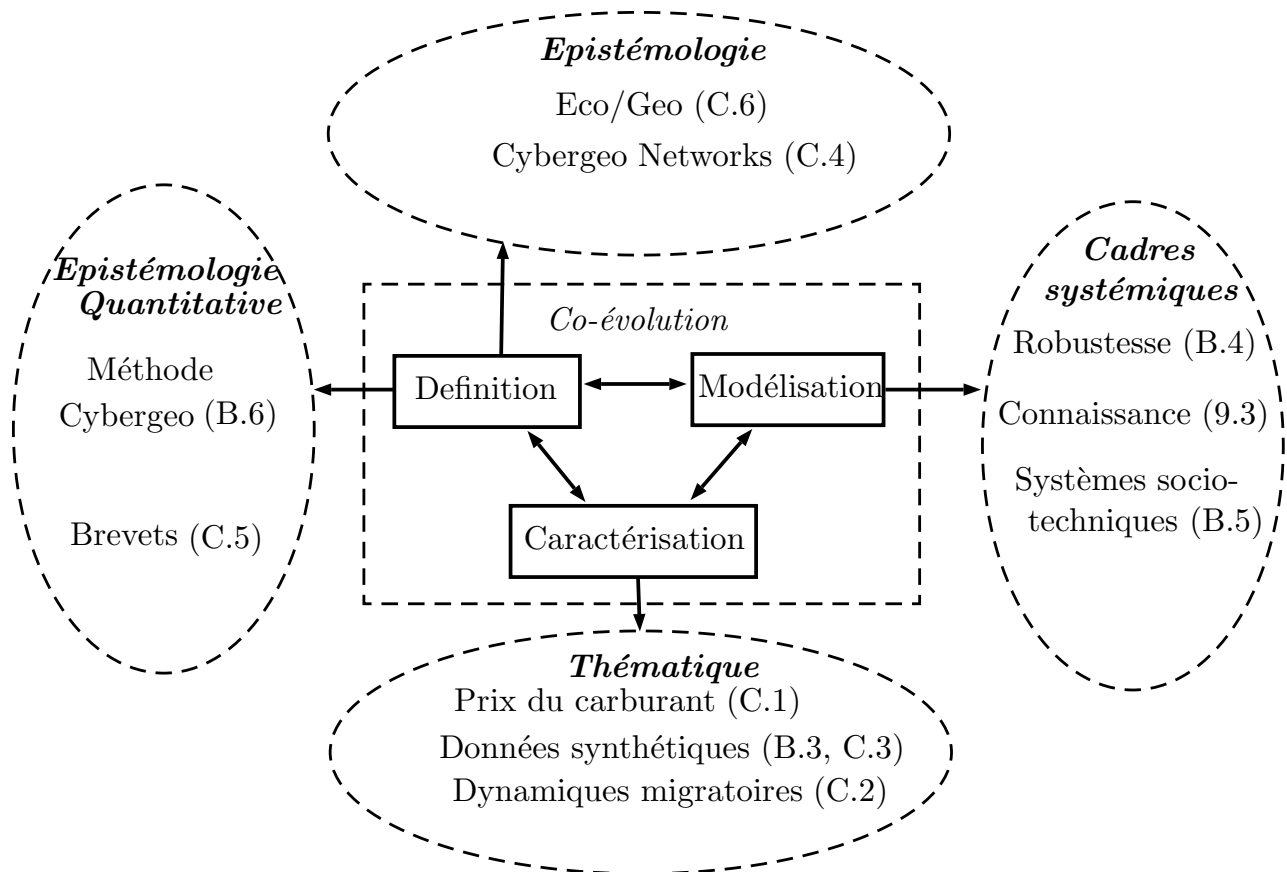 Epistémologie
Eco/Geo (C.6)
Cybergeo Networks (C.4)
Epistémologie
Quantitative
Méthode
Cybergeo (B.6)
Brevets (C.5)
Co-évolution
Definition
Modélisation
Caractérisation
Cadres
systémiques
Robustesse (B.4)
Connaissance (9.3)
Systèmes socio-
techniques (B.5)
Thématique
Prix du carburant (C.1)
Données synthétiques (B.3, C.3)
Dynamiques migratoires (C.2)